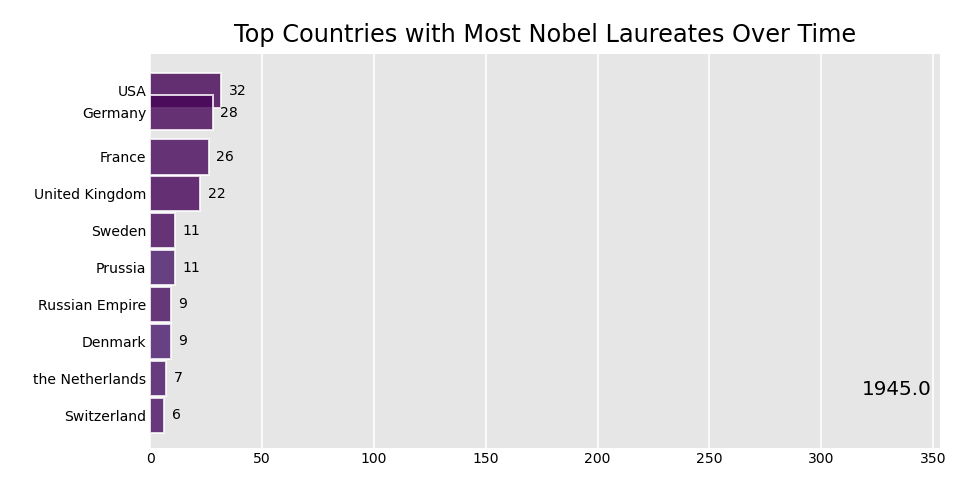 Top Countries with Most Nobel Laureates Over Time
USA 32
Germany 28
France 26
United Kingdom 22
Sweden 11
Prussia 11
Russian Empire 9
Denmark 9
the Netherlands 7
1945.0
Switzerland 6
0 50 100 150 200 250 300 350